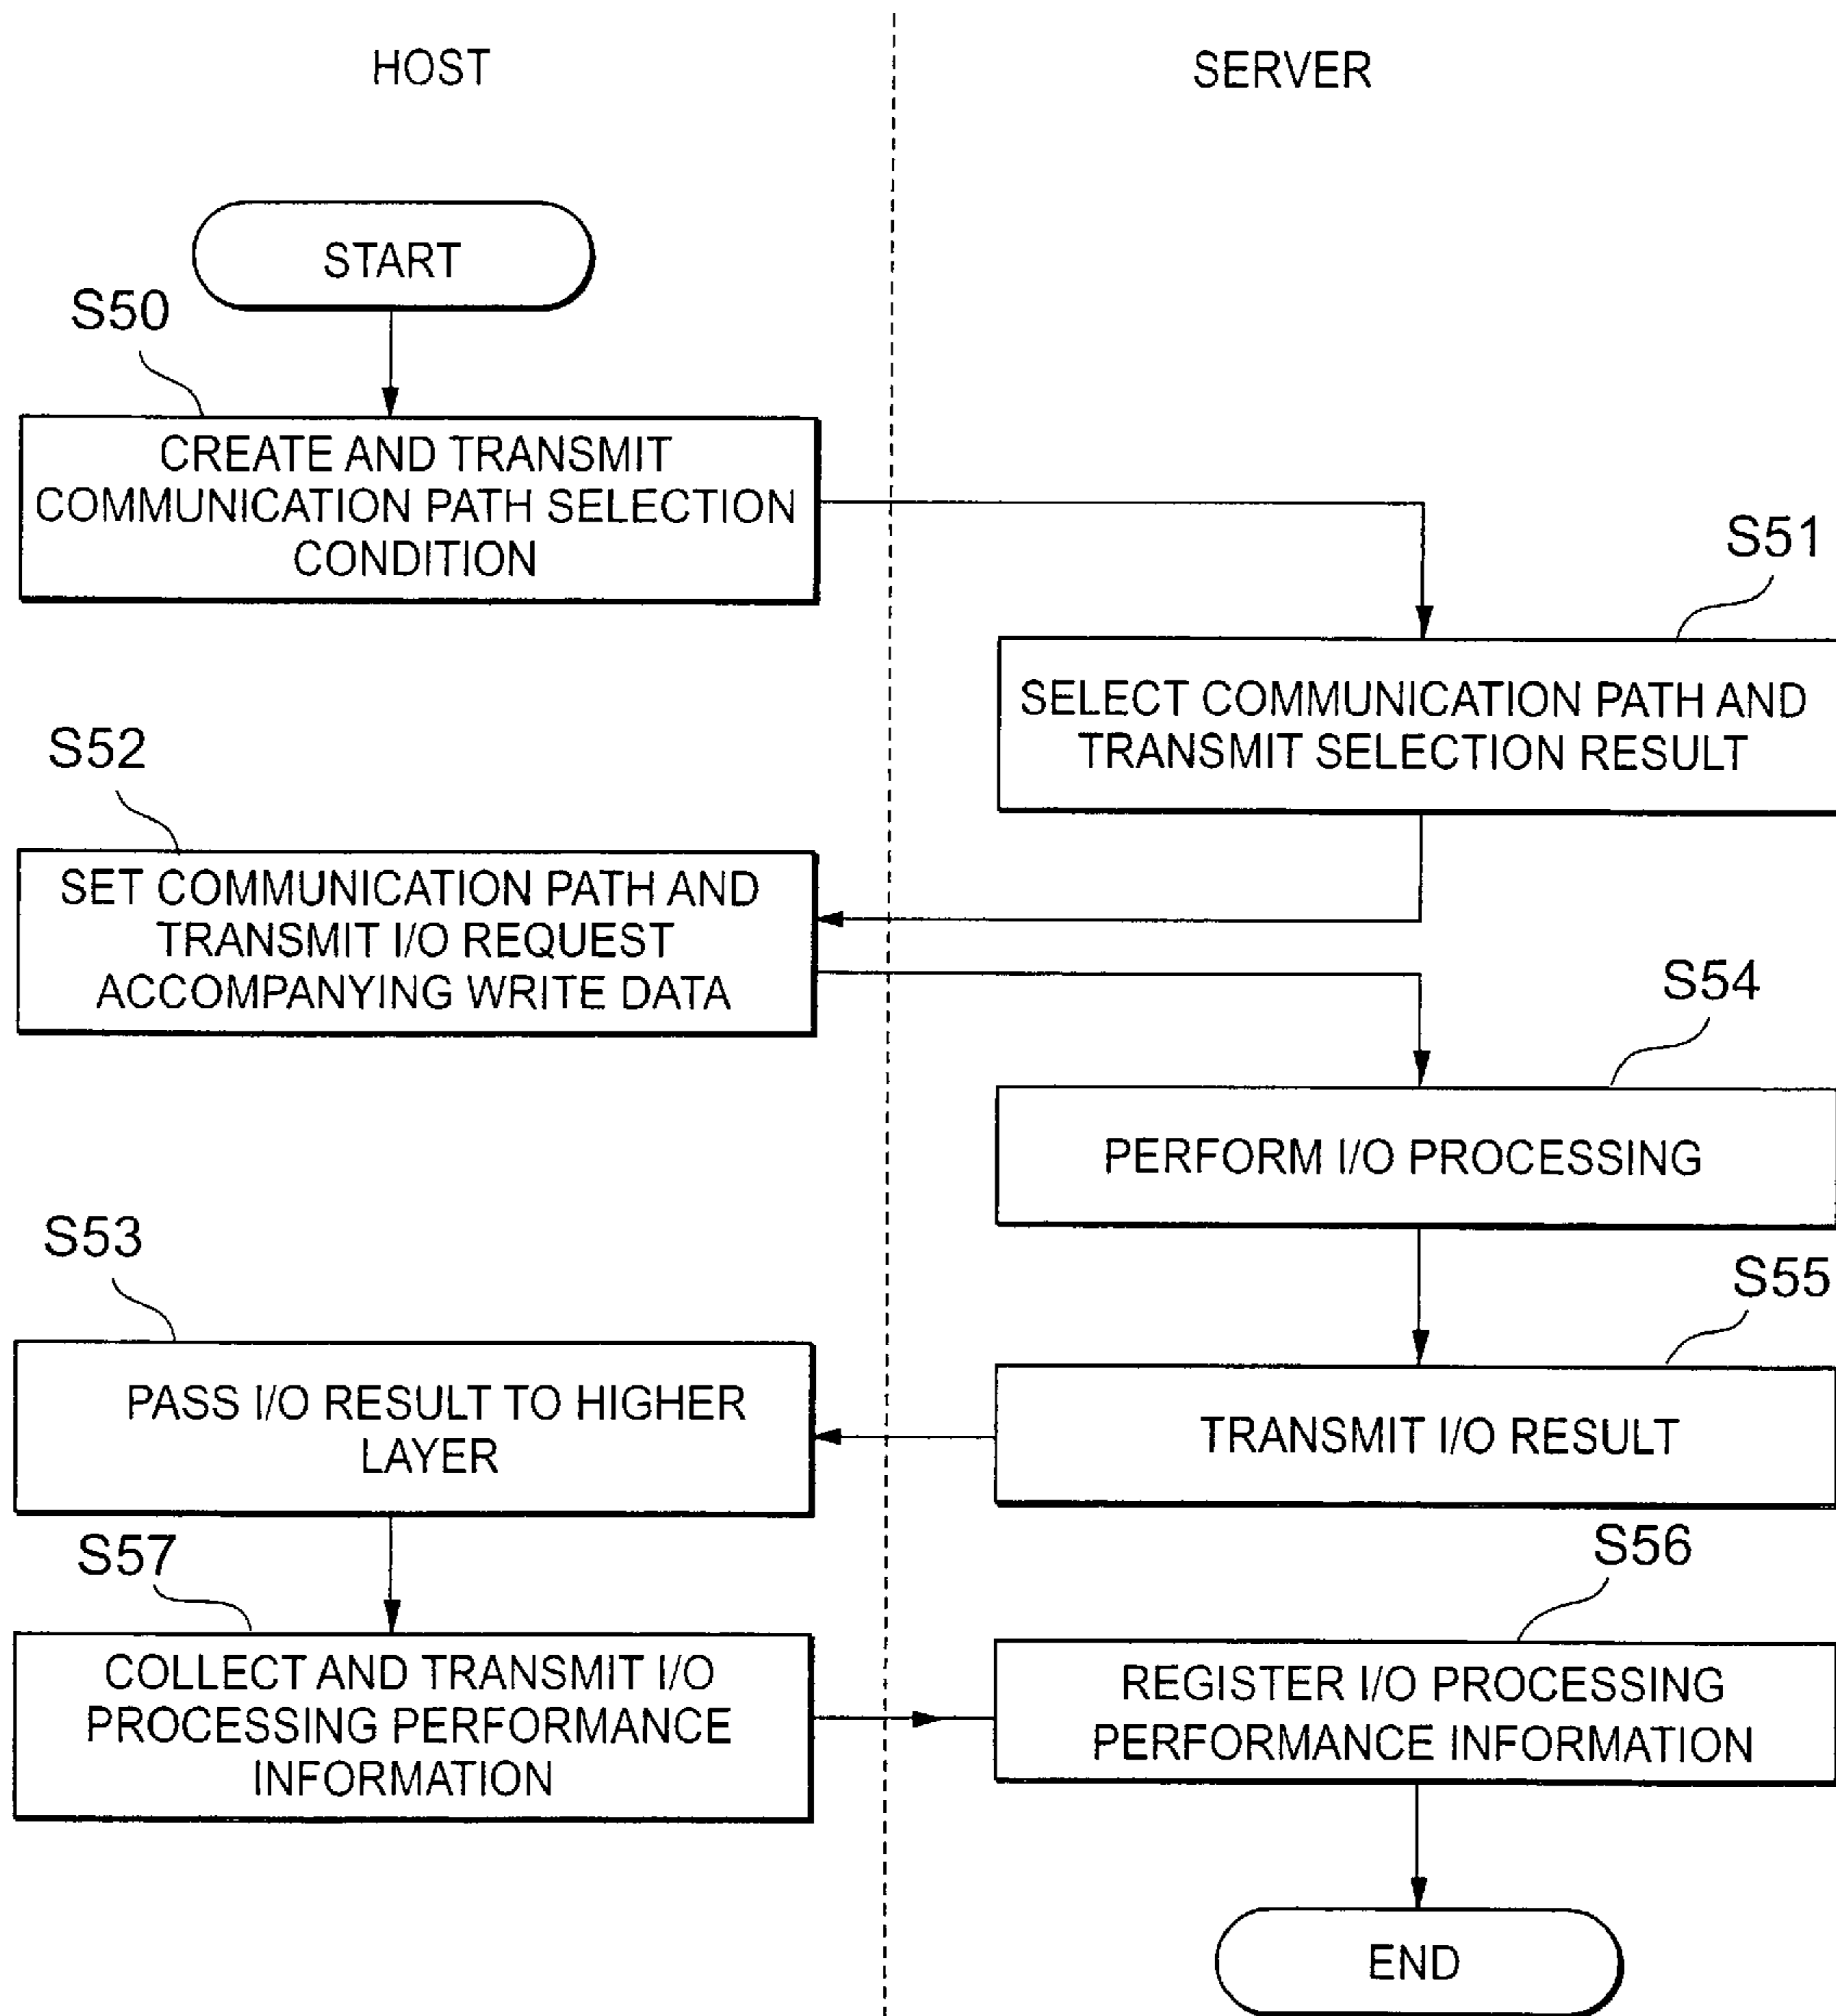 HOST
SERVER
START
S50
CREATE AND TRANSMIT
COMMUNICATION PATH SELECTION
CONDITION
S51
SELECT COMMUNICATION PATH AND
TRANSMIT SELECTION RESULT
S52
SET COMMUNICATION PATH AND
TRANSMIT I/O REQUEST
ACCOMPANYING WRITE DATA
S54
PERFORM I/O PROCESSING
S53
PASS I/O RESULT TO HIGHER
LAYER
S55
TRANSMIT I/O RESULT
S57
COLLECT AND TRANSMIT I/O
PROCESSING PERFORMANCE
INFORMATION
S56
REGISTER I/O PROCESSING
PERFORMANCE INFORMATION
END